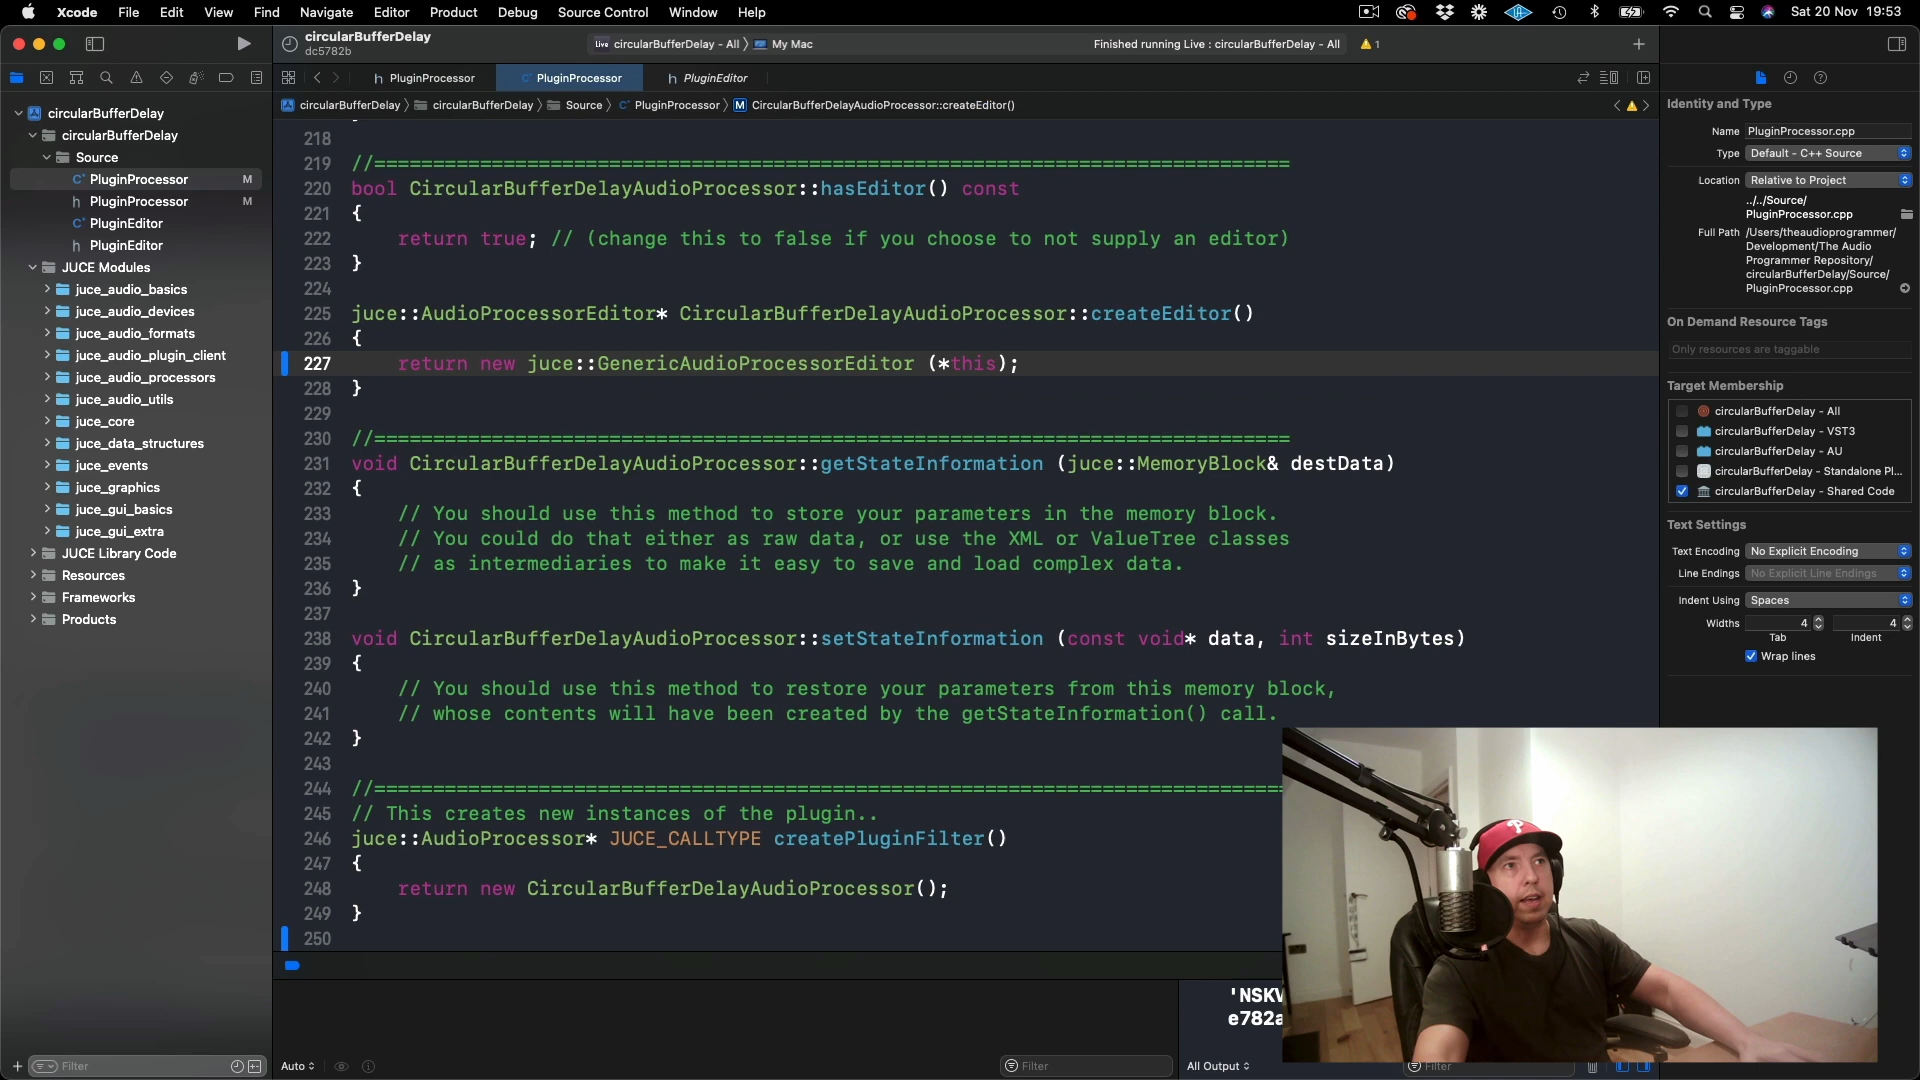 Xcode File Edit View Find Navigate Editor Product Debug Source Control Window Help Sat 20 Nov 19:53
circularBufferDelay
dc5782b
Live circularBufferDelay - All My Mac
Finished running Live : circularBufferDelay - All 1
h PluginProcessor
C+ PluginProcessor
h PluginEditor
circularBufferDelay circularBufferDelay Source PluginProcessor M CircularBufferDelayAudioProcessor::createEditor()
circularBufferDelay
circularBufferDelay
Source
C+ PluginProcessor M
h PluginProcessor M
C+ PluginEditor
h PluginEditor
JUCE Modules
juce_audio_basics
juce_audio_devices
juce_audio_formats
juce_audio_plugin_client
juce_audio_processors
juce_audio_utils
juce_core
juce_data_structures
juce_events
juce_graphics
juce_gui_basics
juce_gui_extra
JUCE Library Code
Resources
Frameworks
Products
Filter
218
219 //==============================================================================
220 bool CircularBufferDelayAudioProcessor::hasEditor() const
221 {
222 return true; // (change this to false if you choose to not supply an editor)
223 }
224
225 juce::AudioProcessorEditor* CircularBufferDelayAudioProcessor::createEditor()
226 {
227 return new juce::GenericAudioProcessorEditor (*this);
228 }
229
230 //==============================================================================
231 void CircularBufferDelayAudioProcessor::getStateInformation (juce::MemoryBlock& destData)
232 {
233 // You should use this method to store your parameters in the memory block.
234 // You could do that either as raw data, or use the XML or ValueTree classes
235 // as intermediaries to make it easy to save and load complex data.
236 }
237
238 void CircularBufferDelayAudioProcessor::setStateInformation (const void* data, int sizeInBytes)
239 {
240 // You should use this method to restore your parameters from this memory block,
241 // whose contents will have been created by the getStateInformation() call.
242 }
243
244 //==============================================================================
245 // This creates new instances of the plugin..
246 juce::AudioProcessor* JUCE_CALLTYPE createPluginFilter()
247 {
248 return new CircularBufferDelayAudioProcessor();
249 }
250
Auto
Filter
'NSKV
e782a
All Output
Filter
Identity and Type
Name PluginProcessor.cpp
Type Default - C++ Source
Location Relative to Project
../../Source/
PluginProcessor.cpp
Full Path /Users/theaudioprogrammer/
Development/The Audio
Programmer Repository/
circularBufferDelay/Source/
PluginProcessor.cpp
On Demand Resource Tags
Only resources are taggable
Target Membership
circularBufferDelay - All
circularBufferDelay - VST3
circularBufferDelay - AU
circularBufferDelay - Standalone Pl...
circularBufferDelay - Shared Code
Text Settings
Text Encoding No Explicit Encoding
Line Endings No Explicit Line Endings
Indent Using Spaces
Widths 4 4
Tab Indent
Wrap lines
P